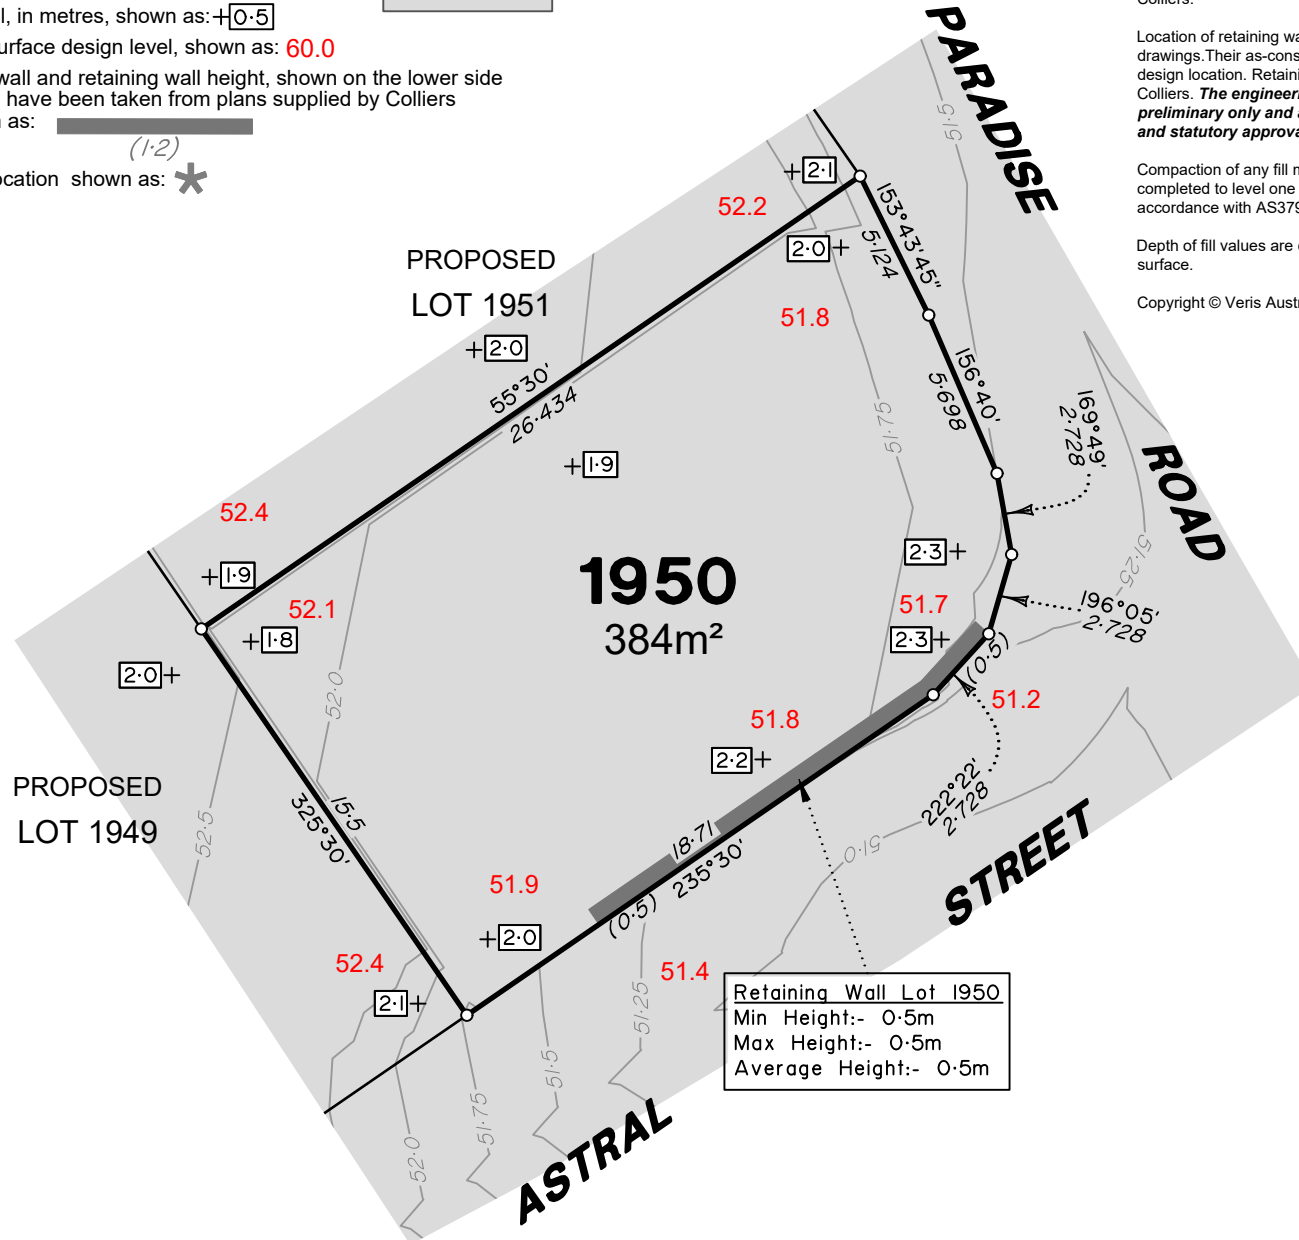 l, in metres, shown as: +0·5
urface design level, shown as: 60.0
wall and retaining wall height, shown on the lower side
have been taken from plans supplied by Colliers
as:
(1·2)
ocation shown as:
Colliers.
Location of retaining wa
drawings.Their as-cons
design location. Retaini
Colliers. The engineeri
preliminary only and a
and statutory approva
Compaction of any fill m
completed to level one
accordance with AS379
Depth of fill values are
surface.
Copyright © Veris Austr
PARADISE
ROAD
51·5
2·1
52.2
153°43'45"
5·124
2·0
51.8
PROPOSED
LOT 1951
2·0
55°30'
26·434
156°40'
5·698
51·75
169°49'
2·728
1·9
52.4
1·9
1950
384m²
2·3
51·25
51.7
196°05'
2·728
52.1
1·8
2·3
(0·5)
2·0
52·0
51.2
51.8
2·2
222°22'
2·728
PROPOSED
LOT 1949
52·5
15·5
325°30'
18·71
235°30'
51·0
STREET
51.9
(0·5)
2·0
52.4
51.4
2·1
51·25
Retaining Wall Lot 1950
Min Height:- 0·5m
Max Height:- 0·5m
Average Height:- 0·5m
51·5
51·75
52·0
ASTRAL